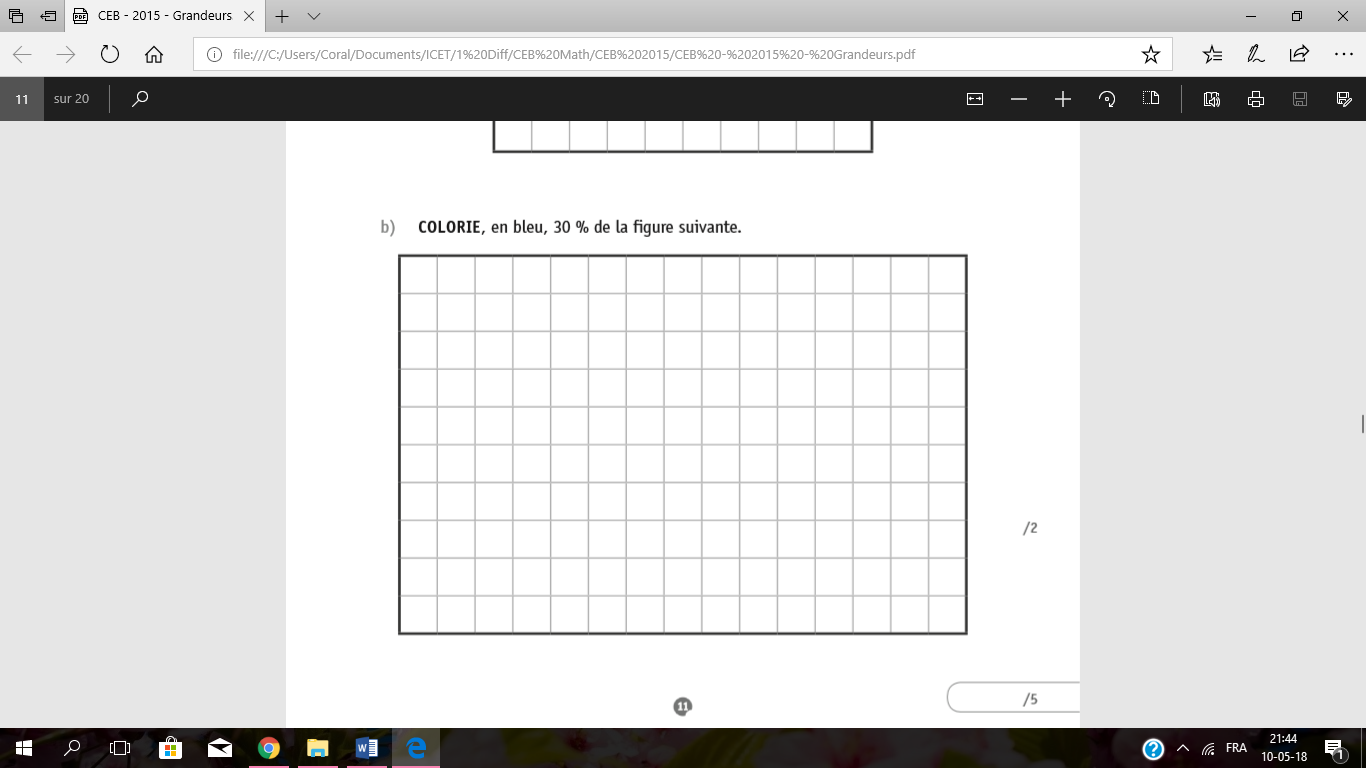 CEB - 2015 - Grandeurs
file:///C:/Users/Coral/Documents/ICET/1%20Diff/CEB%20Math/CEB%202015/CEB%20-%202015%20-%20Grandeurs.pdf
11 sur 20
b) COLORIE, en bleu, 30 % de la figure suivante.
/2
/5
11
FRA
21:44
10-05-18
1